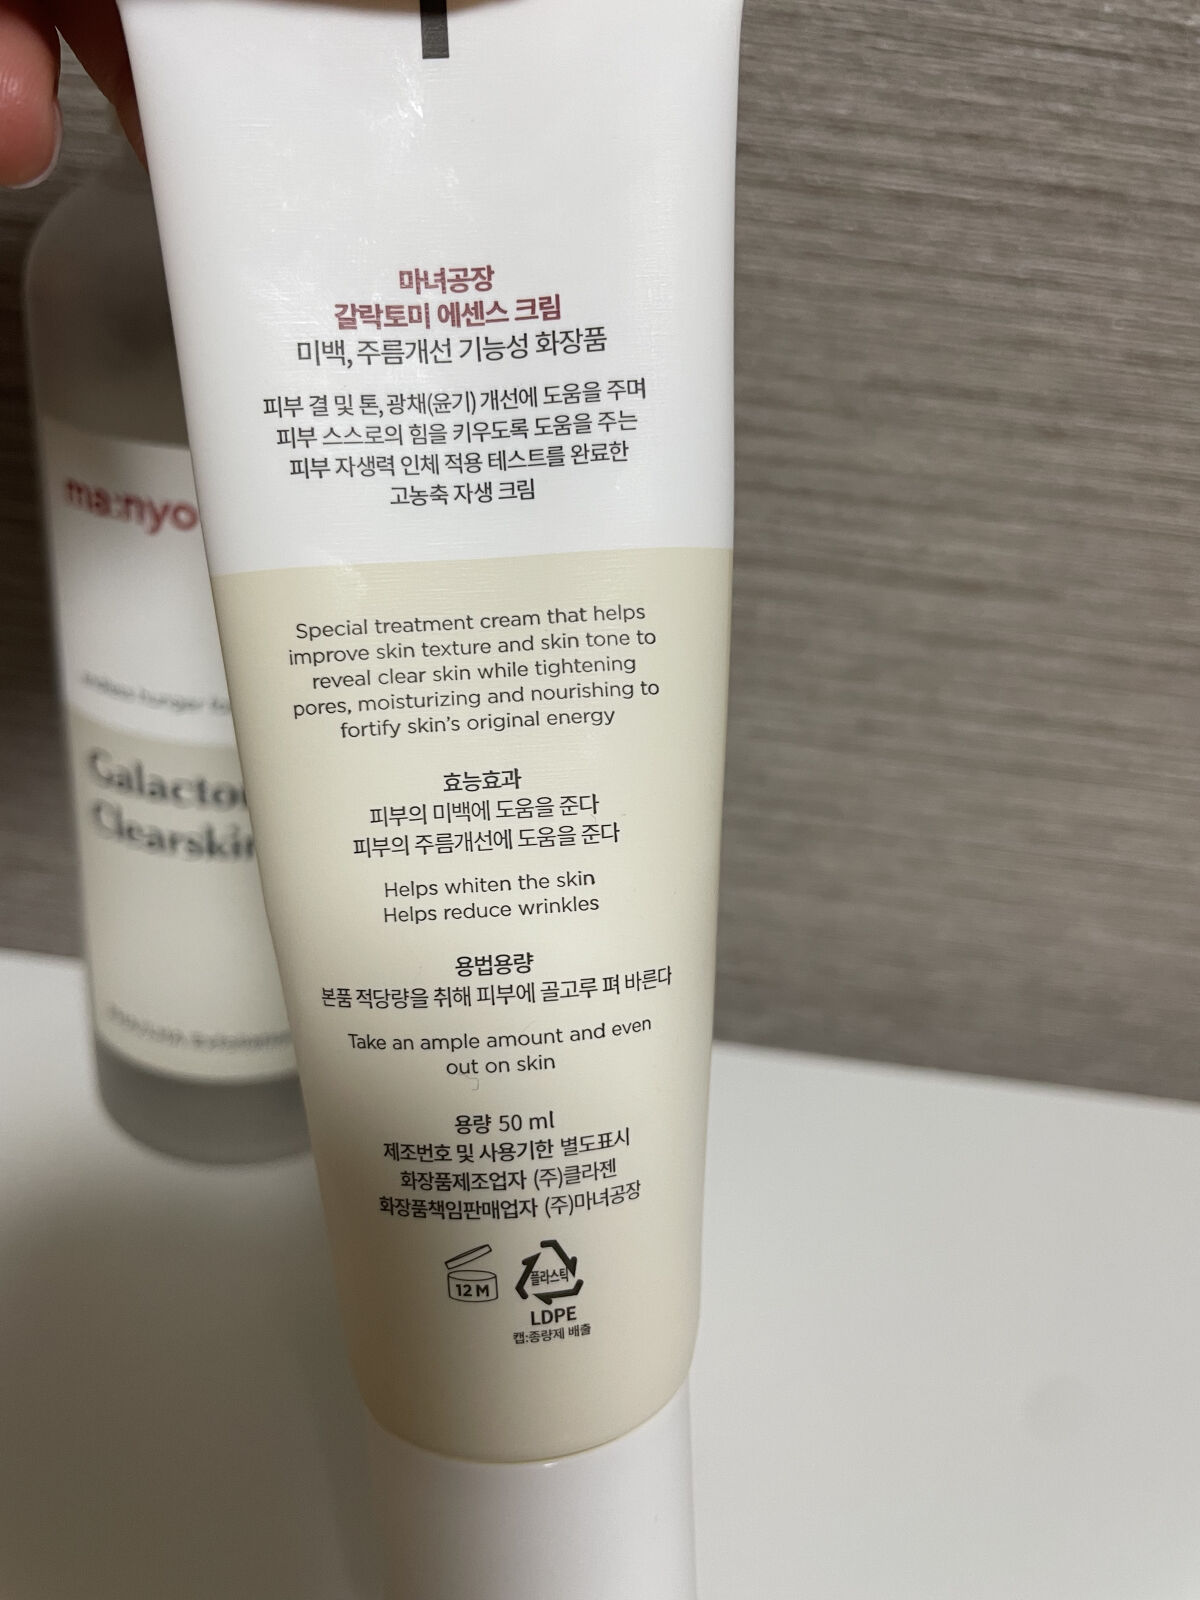 마녀공장
갈락토미 에센스 크림
미백, 주름개선 기능성 화장품
피부 결 및 톤, 광채(윤기) 개선에 도움을 주며
피부 스스로의 힘을 키우도록 도움을 주는
피부 자생력 인체 적용 테스트를 완료한
고농축 자생 크림
Special treatment cream that helps
improve skin texture and skin tone to
reveal clear skin while tightening
pores, moisturizing and nourishing to
fortify skin's original energy
효능효과
피부의 미백에 도움을 준다
피부의 주름개선에 도움을 준다
Helps whiten the skin
Helps reduce wrinkles
용법용량
본품 적당량을 취해 피부에 골고루 펴 바른다
Take an ample amount and even
out on skin
용량 50 ml
제조번호 및 사용기한 별도표시
화장품제조업자 (주)클라젠
화장품책임판매업자 (주)마녀공장
12 M
플라스틱
LDPE
캡:종량제 배출
ma:nyo
Galacto
Clearskin